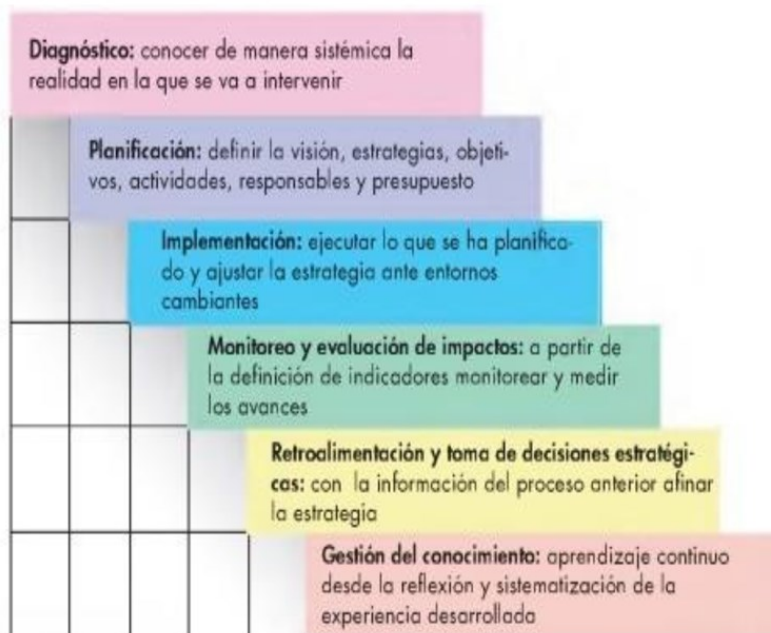 Diagnóstico: conocer de manera sistémica la
realidad en la que se va a intervenir
Planificación: definir la visión, estrategias, objeti-
vos, actividades, responsables y presupuesto
Implementación: ejecutar lo que se ha planifica-
do y ajustar la estrategia ante entornos
cambiantes
Monitoreo y evaluación de impactos: a partir de
la definición de indicadores monitorear y medir
los avances
Retroalimentación y toma de decisiones estratégi-
cas: con la información del proceso anterior afinar
la estrategia
Gestión del conocimiento: aprendizaje continuo
desde la reflexión y sistematización de la
experiencia desarrollada